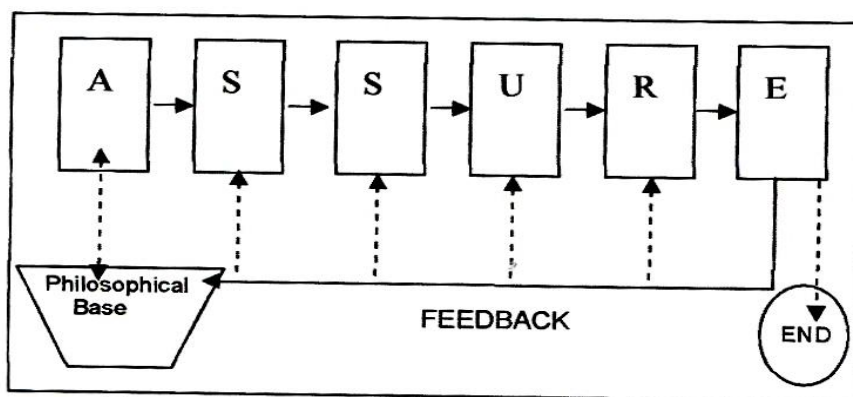 A S S U R E
Philosophical
Base
FEEDBACK
END